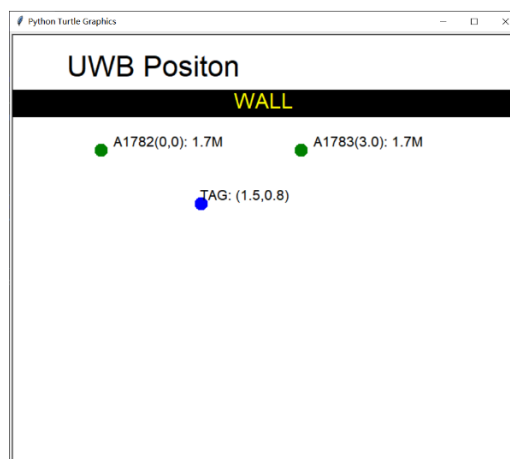 Python Turtle Graphics
UWB Positon
WALL
A1782(0,0): 1.7M
A1783(3.0): 1.7M
TAG: (1.5,0.8)